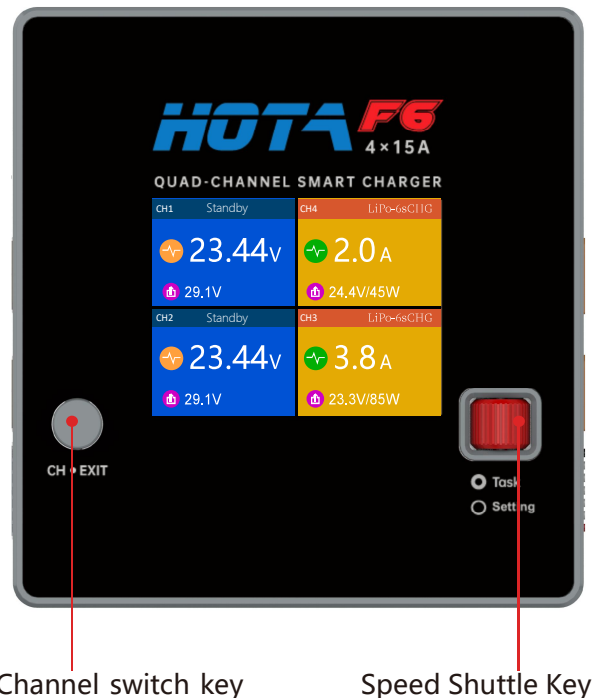 HOTA F6
4×15A
QUAD-CHANNEL SMART CHARGER
CH1 Standby
23.44V
29.1V
CH4 LiPo-6sCHG
2.0A
24.4V/45W
CH2 Standby
23.44V
29.1V
CH3 LiPo-6sCHG
3.8A
23.3V/85W
CH•EXIT
Task
Setting
Channel switch key
Speed Shuttle Key